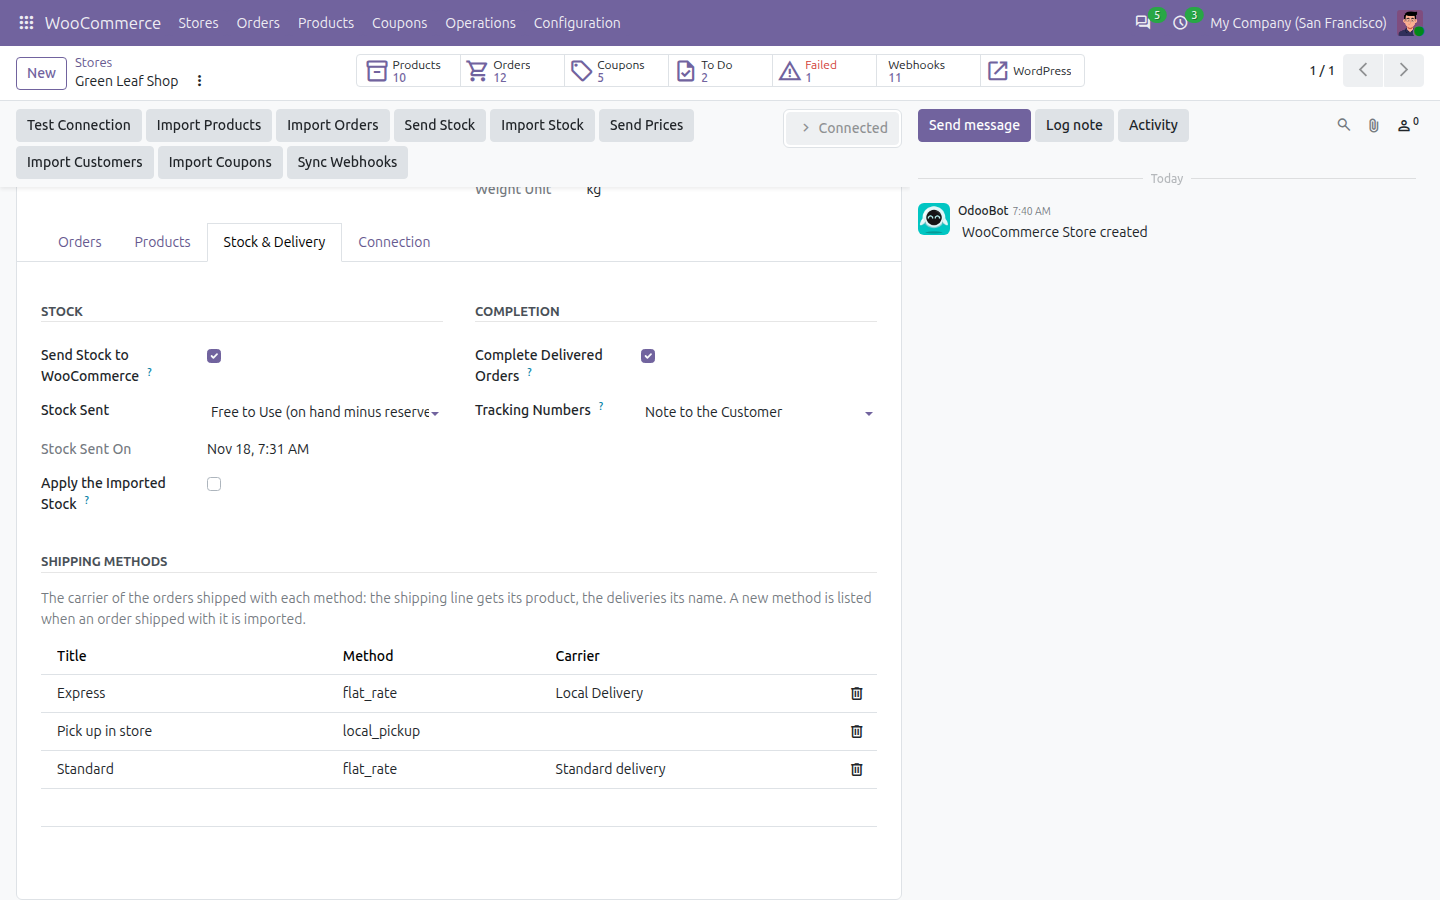 WooCommerce Stores Orders Products Coupons Operations Configuration 5 3 My Company (San Francisco)
New
Stores
Green Leaf Shop
Products 10
Orders 12
Coupons 5
To Do 2
Failed 1
Webhooks 11
WordPress
1 / 1
Test Connection Import Products Import Orders Send Stock Import Stock Send Prices
Import Customers Import Coupons Sync Webhooks
Connected
Send message Log note Activity 0
Weight Unit kg
Orders Products Stock & Delivery Connection
STOCK
Send Stock to
WooCommerce ?
Stock Sent Free to Use (on hand minus reserve
Stock Sent On Nov 18, 7:31 AM
Apply the Imported
Stock ?
COMPLETION
Complete Delivered
Orders ?
Tracking Numbers ? Note to the Customer
SHIPPING METHODS
The carrier of the orders shipped with each method: the shipping line gets its product, the deliveries its name. A new method is listed
when an order shipped with it is imported.
Title Method Carrier
Express flat_rate Local Delivery
Pick up in store local_pickup
Standard flat_rate Standard delivery
Today
OdooBot 7:40 AM
WooCommerce Store created